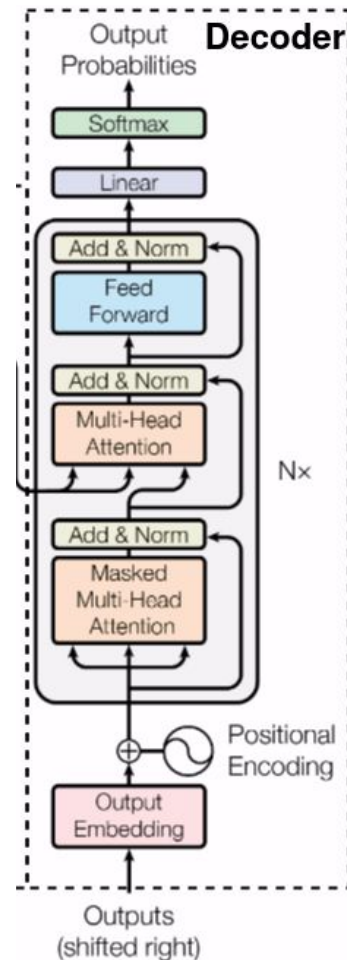 Decoder
Output
Probabilities
Softmax
Linear
Add & Norm
Feed
Forward
Add & Norm
Multi-Head
Attention
N×
Add & Norm
Masked
Multi-Head
Attention
Positional
Encoding
Output
Embedding
Outputs
(shifted right)